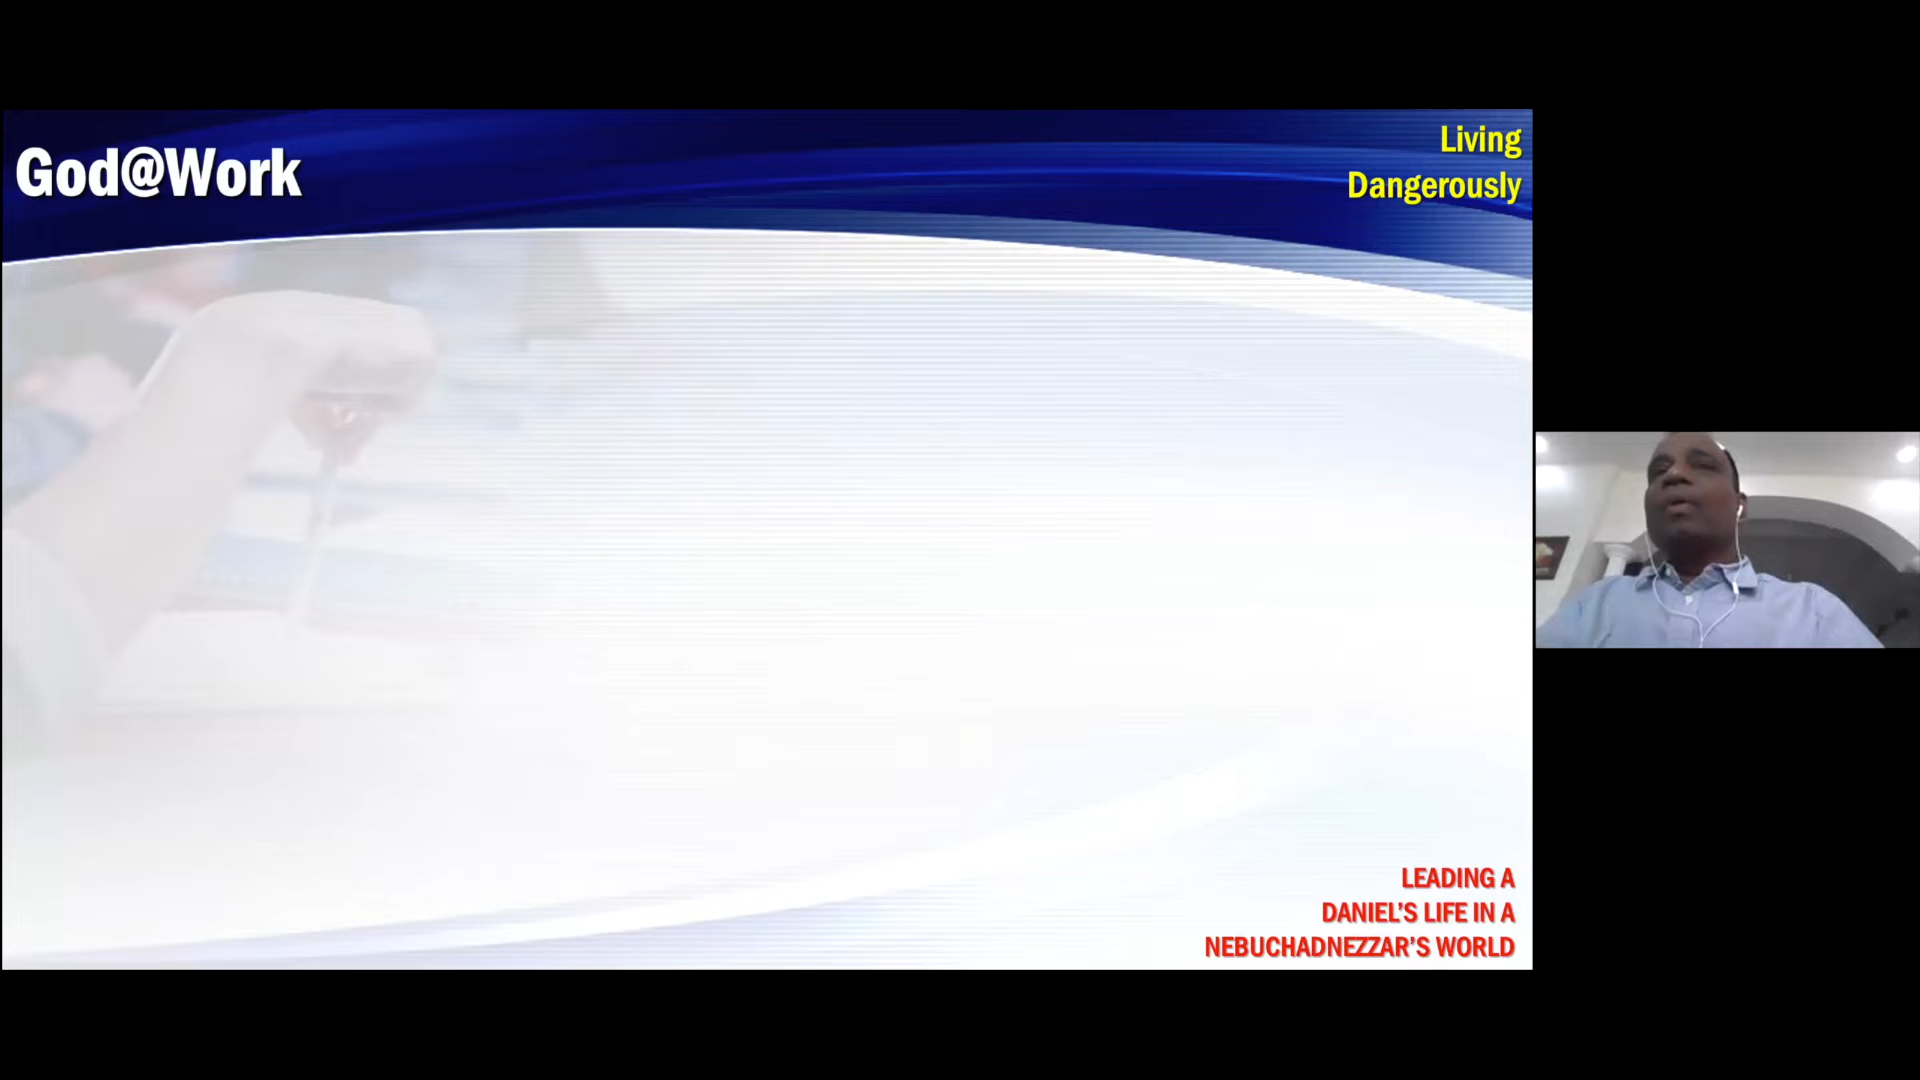 God@Work
Living
Dangerously
LEADING A
DANIEL'S LIFE IN A
NEBUCHADNEZZAR'S WORLD